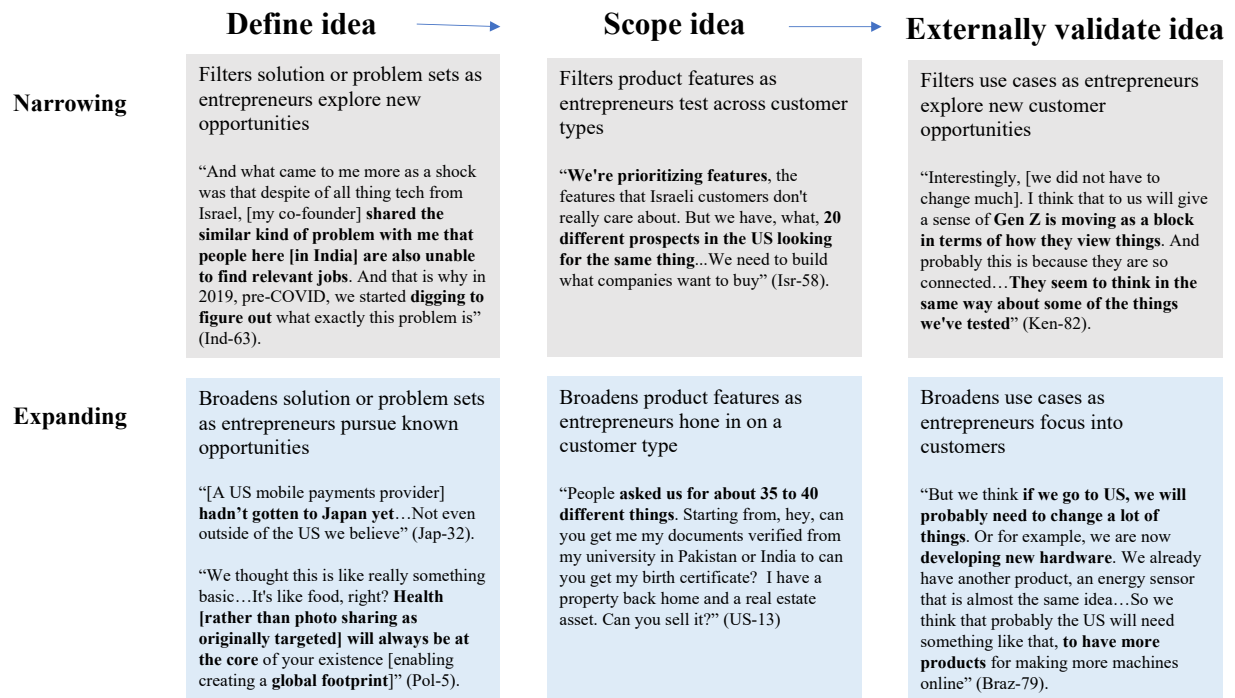 Define idea
Scope idea
Externally validate idea
Narrowing
Filters solution or problem sets as
entrepreneurs explore new
opportunities
“And what came to me more as a shock
was that despite of all thing tech from
Israel, [my co-founder] shared the
similar kind of problem with me that
people here [in India] are also unable
to find relevant jobs. And that is why in
2019, pre-COVID, we started digging to
figure out what exactly this problem is”
(Ind-63).
Filters product features as
entrepreneurs test across customer
types
“We're prioritizing features, the
features that Israeli customers don't
really care about. But we have, what, 20
different prospects in the US looking
for the same thing...We need to build
what companies want to buy” (Isr-58).
Filters use cases as entrepreneurs
explore new customer
opportunities
“Interestingly, [we did not have to
change much]. I think that to us will give
a sense of Gen Z is moving as a block
in terms of how they view things. And
probably this is because they are so
connected…They seem to think in the
same way about some of the things
we've tested” (Ken-82).
Expanding
Broadens solution or problem sets
as entrepreneurs pursue known
opportunities
“[A US mobile payments provider]
hadn’t gotten to Japan yet…Not even
outside of the US we believe” (Jap-32).
“We thought this is like really something
basic…It's like food, right? Health
[rather than photo sharing as
originally targeted] will always be at
the core of your existence [enabling
creating a global footprint]” (Pol-5).
Broadens product features as
entrepreneurs hone in on a
customer type
“People asked us for about 35 to 40
different things. Starting from, hey, can
you get me my documents verified from
my university in Pakistan or India to can
you get my birth certificate?  I have a
property back home and a real estate
asset. Can you sell it?” (US-13)
Broadens use cases as
entrepreneurs focus into
customers
“But we think if we go to US, we will
probably need to change a lot of
things. Or for example, we are now
developing new hardware. We already
have another product, an energy sensor
that is almost the same idea…So we
think that probably the US will need
something like that, to have more
products for making more machines
online” (Braz-79).